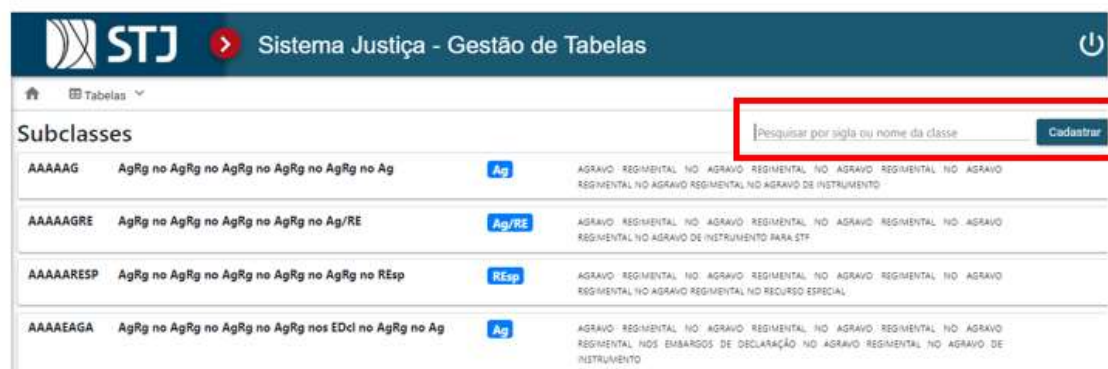 STJ Sistema Justiça - Gestão de Tabelas
Tabelas
Subclasses
Pesquisar por sigla ou nome da classe Cadastrar
AAAAAG AgRg no AgRg no AgRg no AgRg no AgRg no Ag Ag AGRAVO REGIMENTAL NO AGRAVO REGIMENTAL NO AGRAVO REGIMENTAL NO AGRAVO
REGIMENTAL NO AGRAVO REGIMENTAL NO AGRAVO DE INSTRUMENTO
AAAAAGRE AgRg no AgRg no AgRg no AgRg no Ag/RE Ag/RE AGRAVO REGIMENTAL NO AGRAVO REGIMENTAL NO AGRAVO REGIMENTAL NO AGRAVO
REGIMENTAL NO AGRAVO DE INSTRUMENTO PARA STF
AAAAARESP AgRg no AgRg no AgRg no AgRg no AgRg no REsp REsp AGRAVO REGIMENTAL NO AGRAVO REGIMENTAL NO AGRAVO REGIMENTAL NO AGRAVO
REGIMENTAL NO AGRAVO REGIMENTAL NO RECURSO ESPECIAL
AAAAEAGA AgRg no AgRg no AgRg no AgRg nos EDcl no AgRg no Ag Ag AGRAVO REGIMENTAL NO AGRAVO REGIMENTAL NO AGRAVO REGIMENTAL NO AGRAVO
REGIMENTAL NOS EMBARGOS DE DECLARAÇÃO NO AGRAVO REGIMENTAL NO AGRAVO DE
INSTRUMENTO